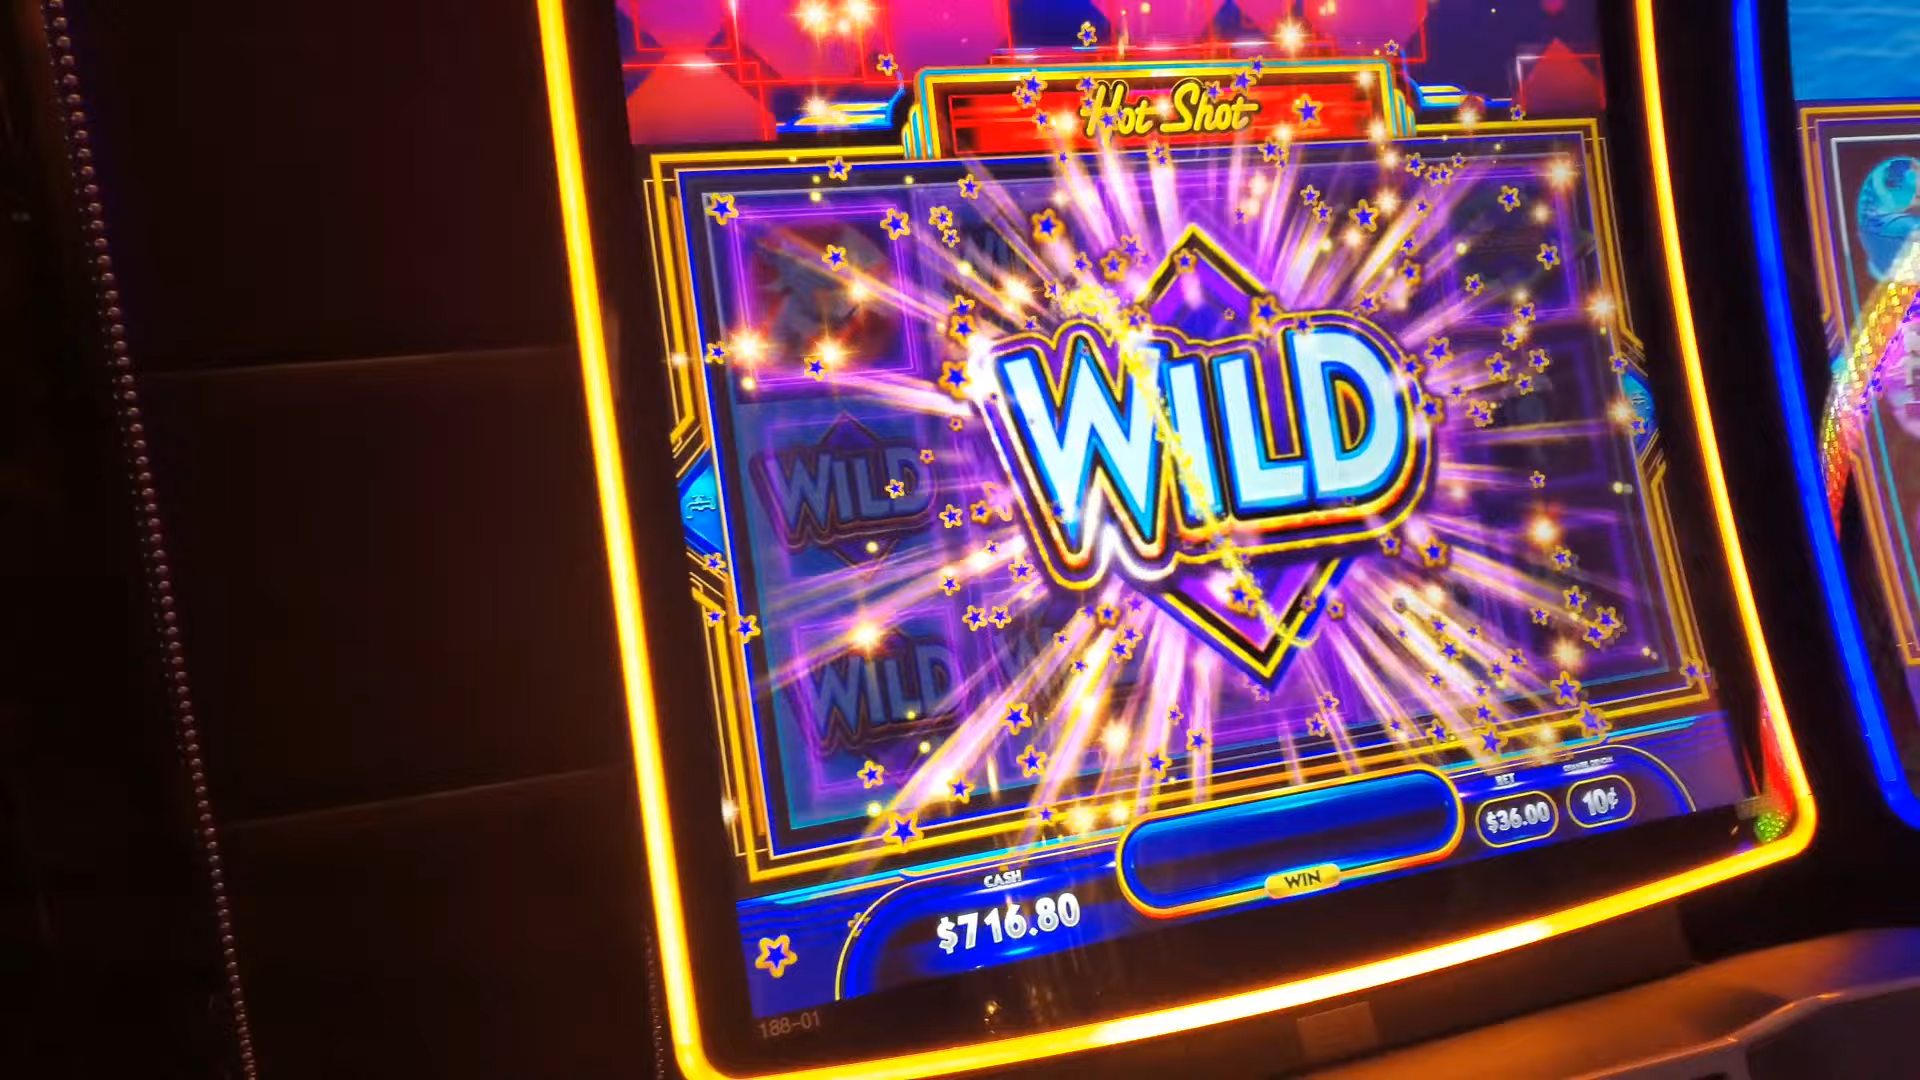 Hot Shot
WILD
WILD
WILD
BET
$36.00
10¢
CASH
$716.80
WIN
188-01